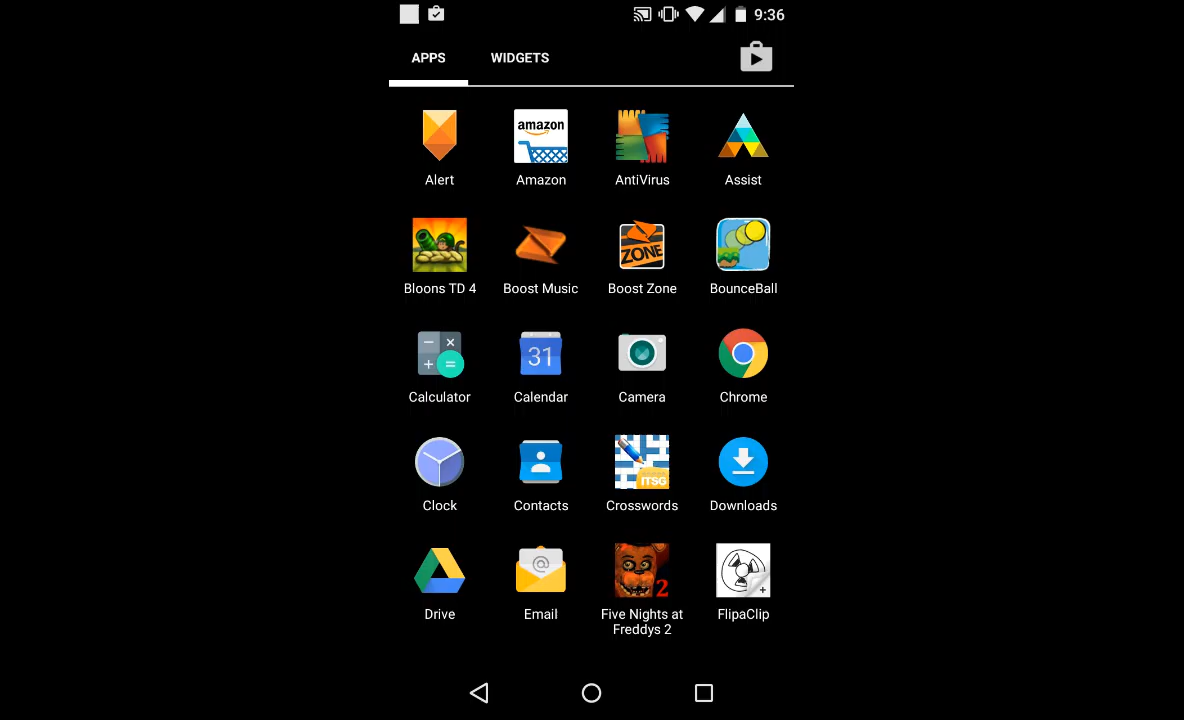 9:36
APPS WIDGETS
amazon
Alert Amazon AntiVirus Assist
ZONE
Bloons TD 4 Boost Music Boost Zone BounceBall
31
Calculator Calendar Camera Chrome
ITSG
Clock Contacts Crosswords Downloads
@
2
Drive Email Five Nights at FlipaClip
Freddys 2